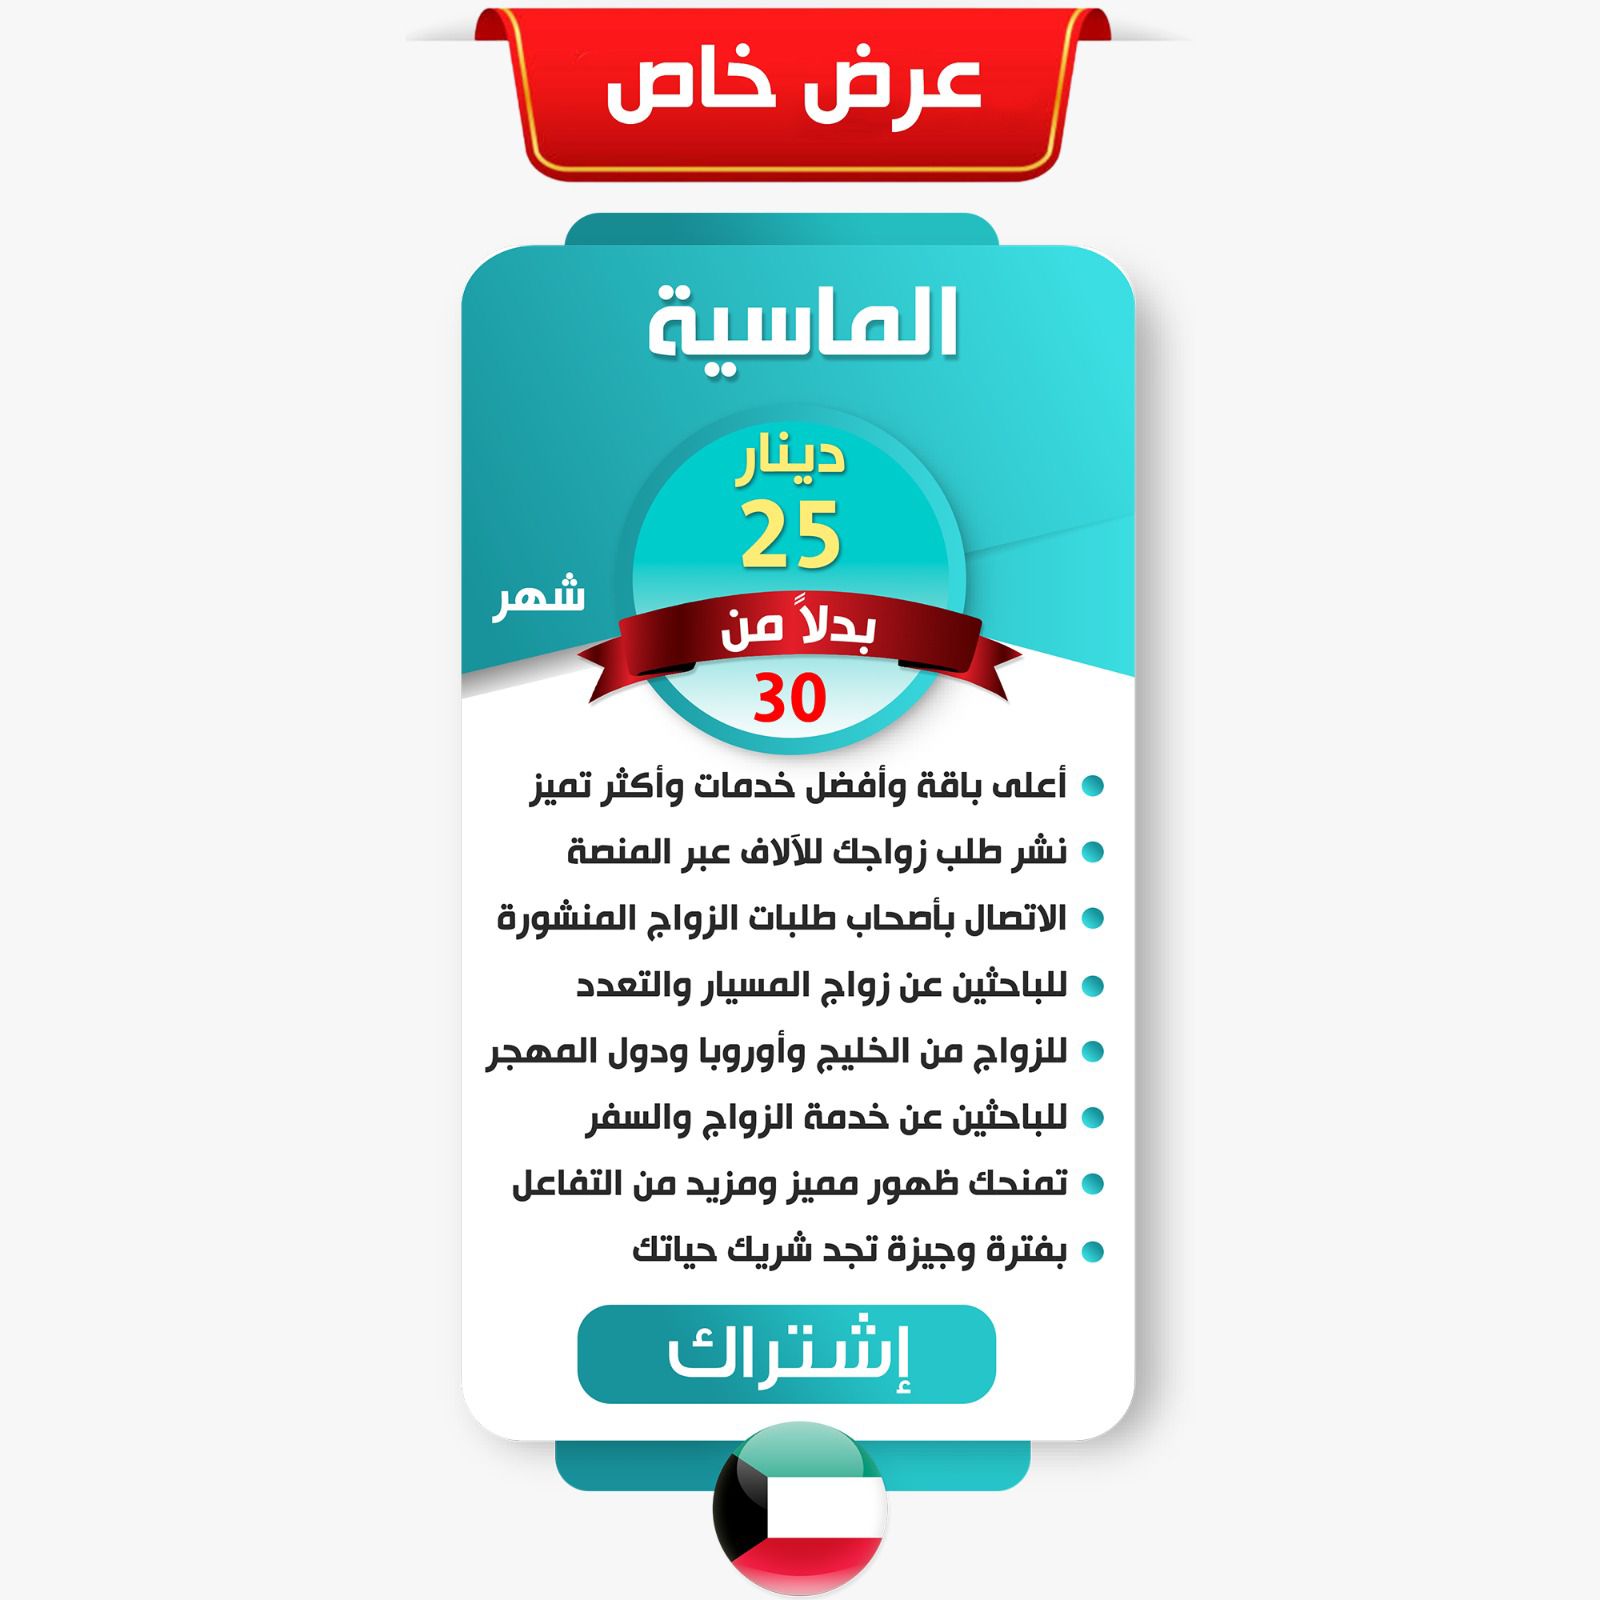 عرض خاص
الماسية
دينار
25
شهر
بدلاً من
30
أعلى باقة وأفضل خدمات وأكثر تميز
نشر طلب زواجك للآلاف عبر المنصة
الاتصال بأصحاب طلبات الزواج المنشورة
للباحثين عن زواج المسيار والتعدد
للزواج من الخليج وأوروبا ودول المهجر
للباحثين عن خدمة الزواج والسفر
تمنحك ظهور مميز ومزيد من التفاعل
بفترة وجيزة تجد شريك حياتك
إشتراك